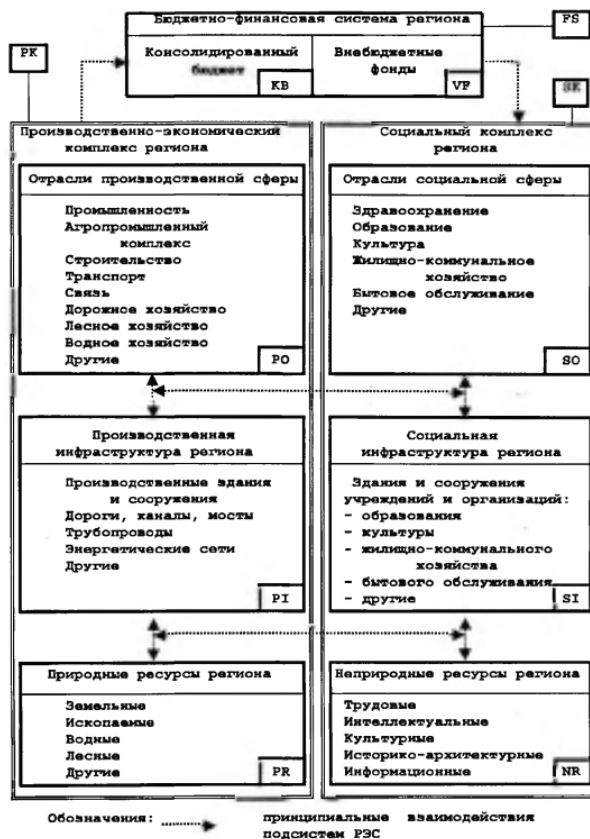 Бюджетно-финансовая система региона
FS
PK
Консолидированный
бюджет
KB
Внебюджетные
фонды
VF
SK
Производственно-экономический
комплекс региона
Отрасли производственной сферы
Промышленность
Агропромышленный
комплекс
Строительство
Транспорт
Связь
Дорожное хозяйство
Лесное хозяйство
Водное хозяйство
Другие
PO
Производственная
инфраструктура региона
Производственные здания
и сооружения
Дороги, каналы, мосты
Трубопроводы
Энергетические сети
Другие
PI
Природные ресурсы региона
Земельные
Ископаемые
Водные
Лесные
Другие
PR
Социальный комплекс
региона
Отрасли социальной сферы
Здравоохранение
Образование
Культура
Жилищно-коммунальное
хозяйство
Бытовое обслуживание
Другие
SO
Социальная
инфраструктура региона
Здания и сооружения
учреждений и организаций:
- образования
- культуры
- жилищно-коммунального
хозяйства
- бытового обслуживания
- другие
SI
Неприродные ресурсы региона
Трудовые
Интеллектуальные
Культурные
Историко-архитектурные
Информационные
NR
Обозначения:
принципиальные взаимодействия
подсистем РЭС